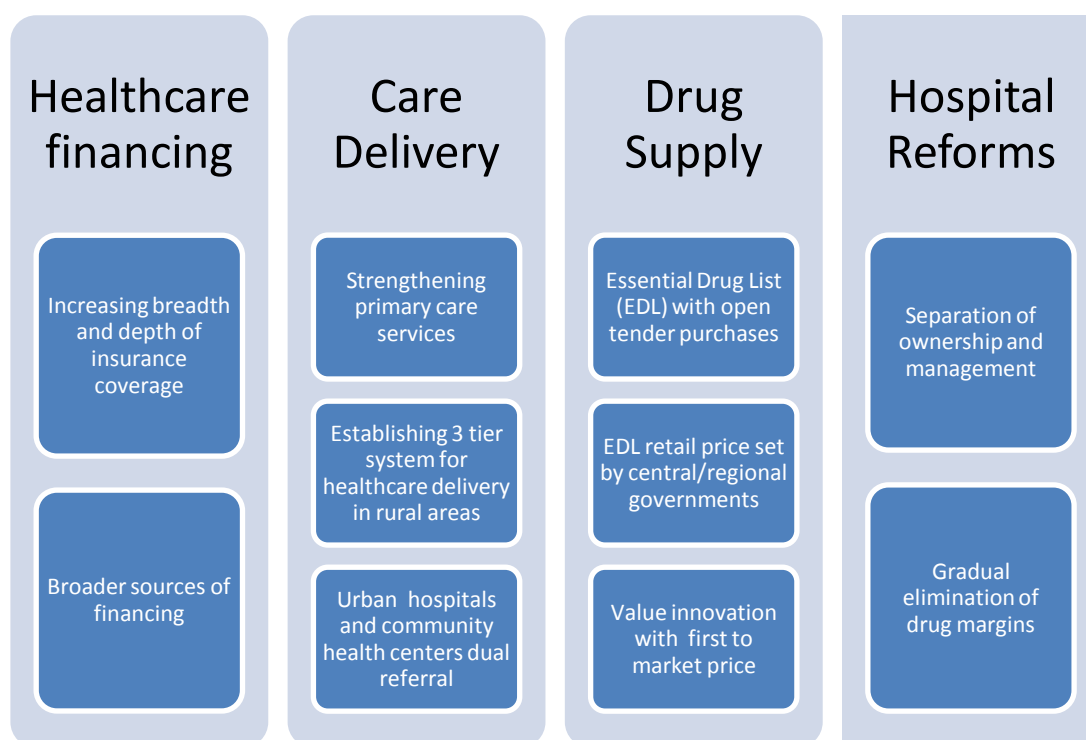 Healthcare
financing
Increasing breadth
and depth of
insurance
coverage
Broader sources of
financing
Care
Delivery
Strengthening
primary care
services
Establishing 3 tier
system for
healthcare delivery
in rural areas
Urban hospitals
and community
health centers dual
referral
Drug
Supply
Essential Drug List
(EDL) with open
tender purchases
EDL retail price set
by central/regional
governments
Value innovation
with first to
market price
Hospital
Reforms
Separation of
ownership and
management
Gradual
elimination of
drug margins